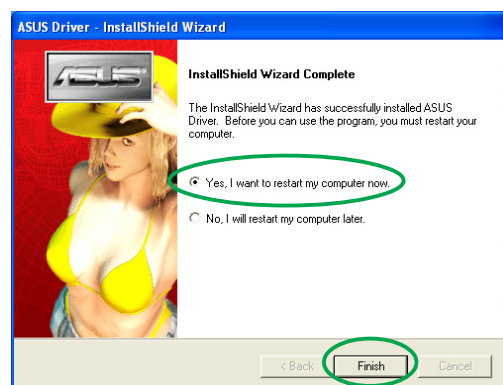 ASUS Driver - InstallShield Wizard
ASUS
InstallShield Wizard Complete
The InstallShield Wizard has successfully installed ASUS
Driver. Before you can use the program, you must restart your
computer.
Yes, I want to restart my computer now.
No, I will restart my computer later.
< Back
Finish
Cancel